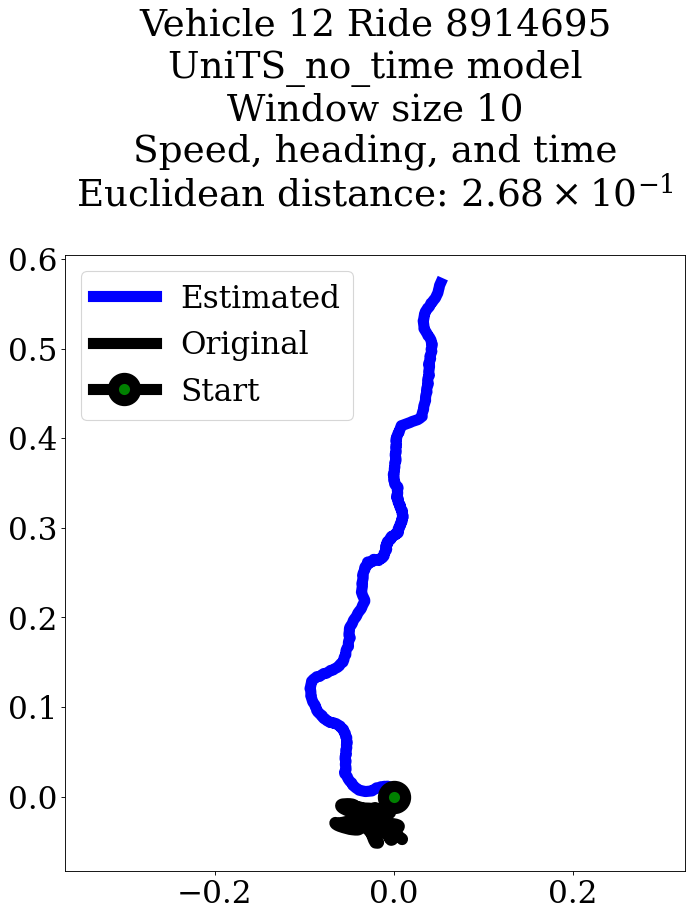 Vehicle 12 Ride 8914695
UniTS_no_time model
Window size 10
Speed, heading, and time
Euclidean distance: 2.68 × 10⁻¹
0.6
0.5
0.4
0.3
0.2
0.1
0.0
Estimated
Original
Start
−0.2
0.0
0.2